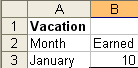 A B
1 Vacation
2 Month Earned
3 January 10